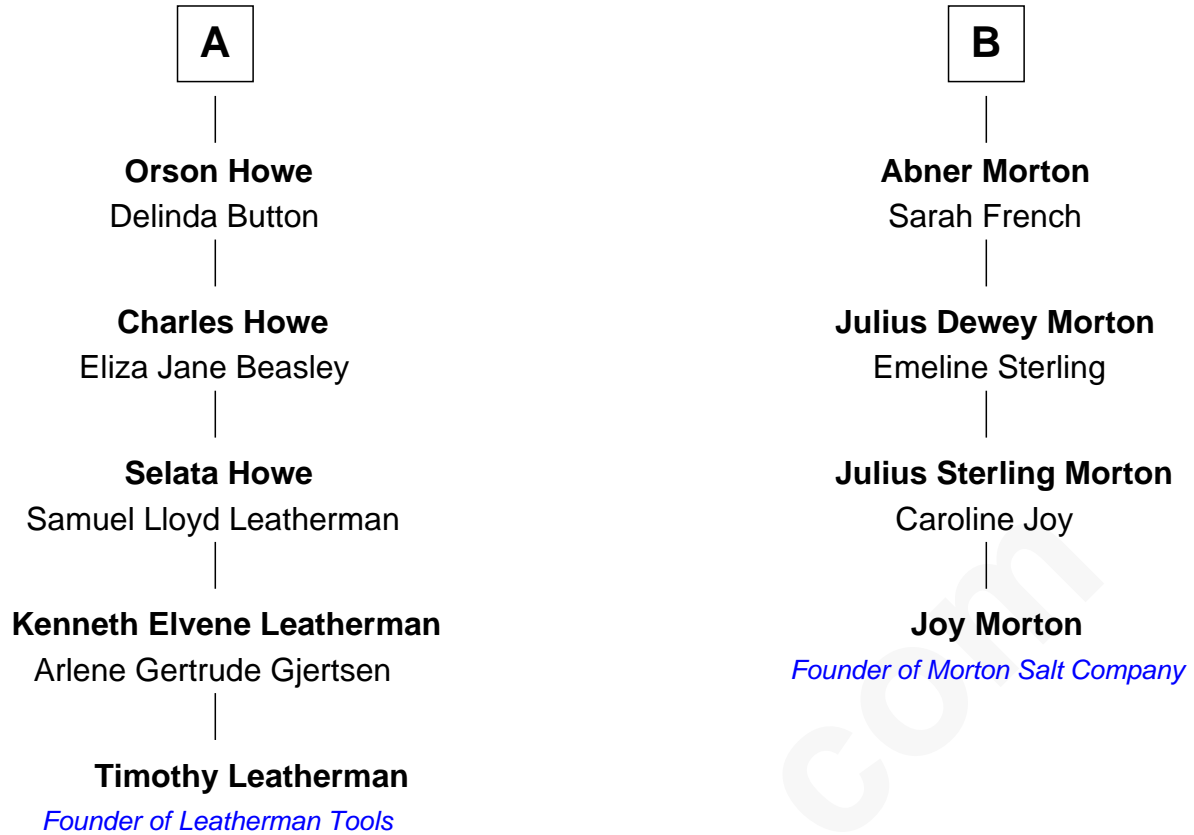 A
Orson Howe
Delinda Button
Charles Howe
Eliza Jane Beasley
Selata Howe
Samuel Lloyd Leatherman
Kenneth Elvene Leatherman
Arlene Gertrude Gjertsen
Timothy Leatherman
Founder of Leatherman Tools
B
Abner Morton
Sarah French
Julius Dewey Morton
Emeline Sterling
Julius Sterling Morton
Caroline Joy
Joy Morton
Founder of Morton Salt Company
com